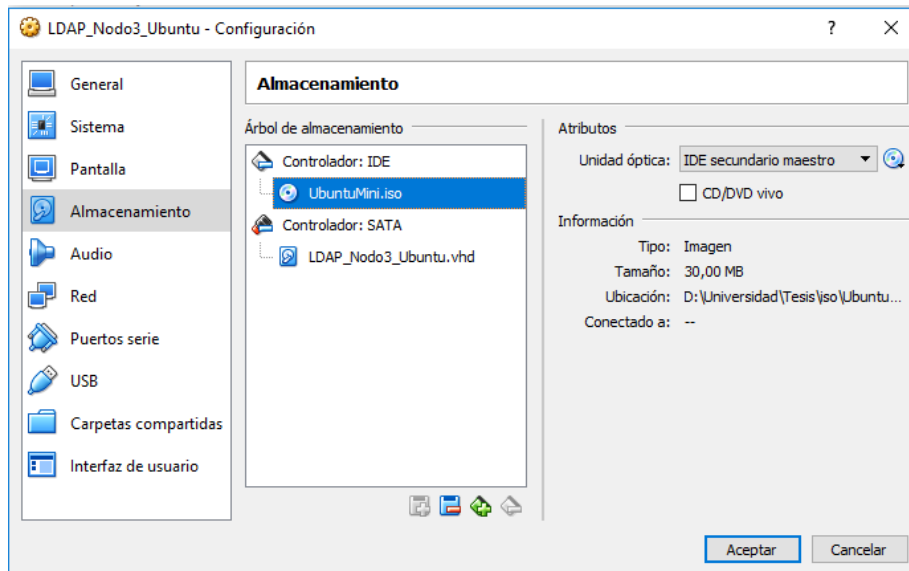 LDAP_Nodo3_Ubuntu - Configuración
?
General
Sistema
Pantalla
Almacenamiento
Audio
Red
Puertos serie
USB
Carpetas compartidas
Interfaz de usuario
Almacenamiento
Árbol de almacenamiento
Controlador: IDE
UbuntuMini.iso
Controlador: SATA
LDAP_Nodo3_Ubuntu.vhd
Atributos
Unidad óptica: IDE secundario maestro
CD/DVD vivo
Información
Tipo: Imagen
Tamaño: 30,00 MB
Ubicación: D:\Universidad\Tesis\iso\Ubuntu...
Conectado a: --
Aceptar Cancelar